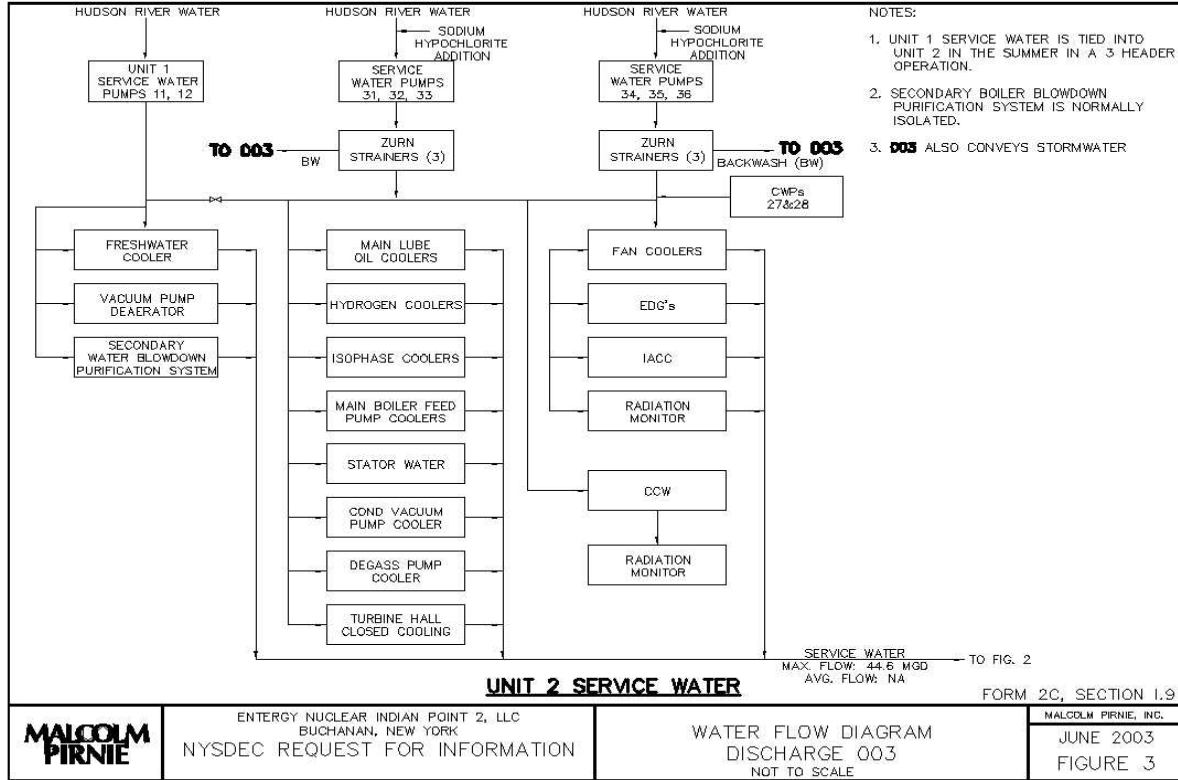 HUDSON RIVER WATER
HUDSON RIVER WATER
HUDSON RIVER WATER
SODIUM
HYPOCHLORITE
ADDITION
SODIUM
HYPOCHLORITE
ADDITION
UNIT 1
SERVICE WATER
PUMPS 11, 12
SERVICE
WATER PUMPS
31, 32, 33
SERVICE
WATER PUMPS
34, 35, 36
TO 003
BW
ZURN
STRAINERS (3)
ZURN
STRAINERS (3)
TO 003
BACKWASH (BW)
CWPs
27&28
NOTES:
1. UNIT 1 SERVICE WATER IS TIED INTO
UNIT 2 IN THE SUMMER IN A 3 HEADER
OPERATION.
2. SECONDARY BOILER BLOWDOWN
PURIFICATION SYSTEM IS NORMALLY
ISOLATED.
3. 003 ALSO CONVEYS STORMWATER
FRESHWATER
COOLER
VACUUM PUMP
DEAERATOR
SECONDARY
WATER BLOWDOWN
PURIFICATION SYSTEM
MAIN LUBE
OIL COOLERS
HYDROGEN COOLERS
ISOPHASE COOLERS
MAIN BOILER FEED
PUMP COOLERS
STATOR WATER
COND VACUUM
PUMP COOLER
DEGASS PUMP
COOLER
TURBINE HALL
CLOSED COOLING
FAN COOLERS
EDG's
IACC
RADIATION
MONITOR
CCW
RADIATION
MONITOR
SERVICE WATER
MAX. FLOW: 44.6 MGD
AVG. FLOW: NA
TO FIG. 2
UNIT 2 SERVICE WATER
FORM 2C, SECTION I.9
MALCOLM
PIRNIE
ENTERGY NUCLEAR INDIAN POINT 2, LLC
BUCHANAN, NEW YORK
NYSDEC REQUEST FOR INFORMATION
WATER FLOW DIAGRAM
DISCHARGE 003
NOT TO SCALE
MALCOLM PIRNIE, INC.
JUNE 2003
FIGURE 3